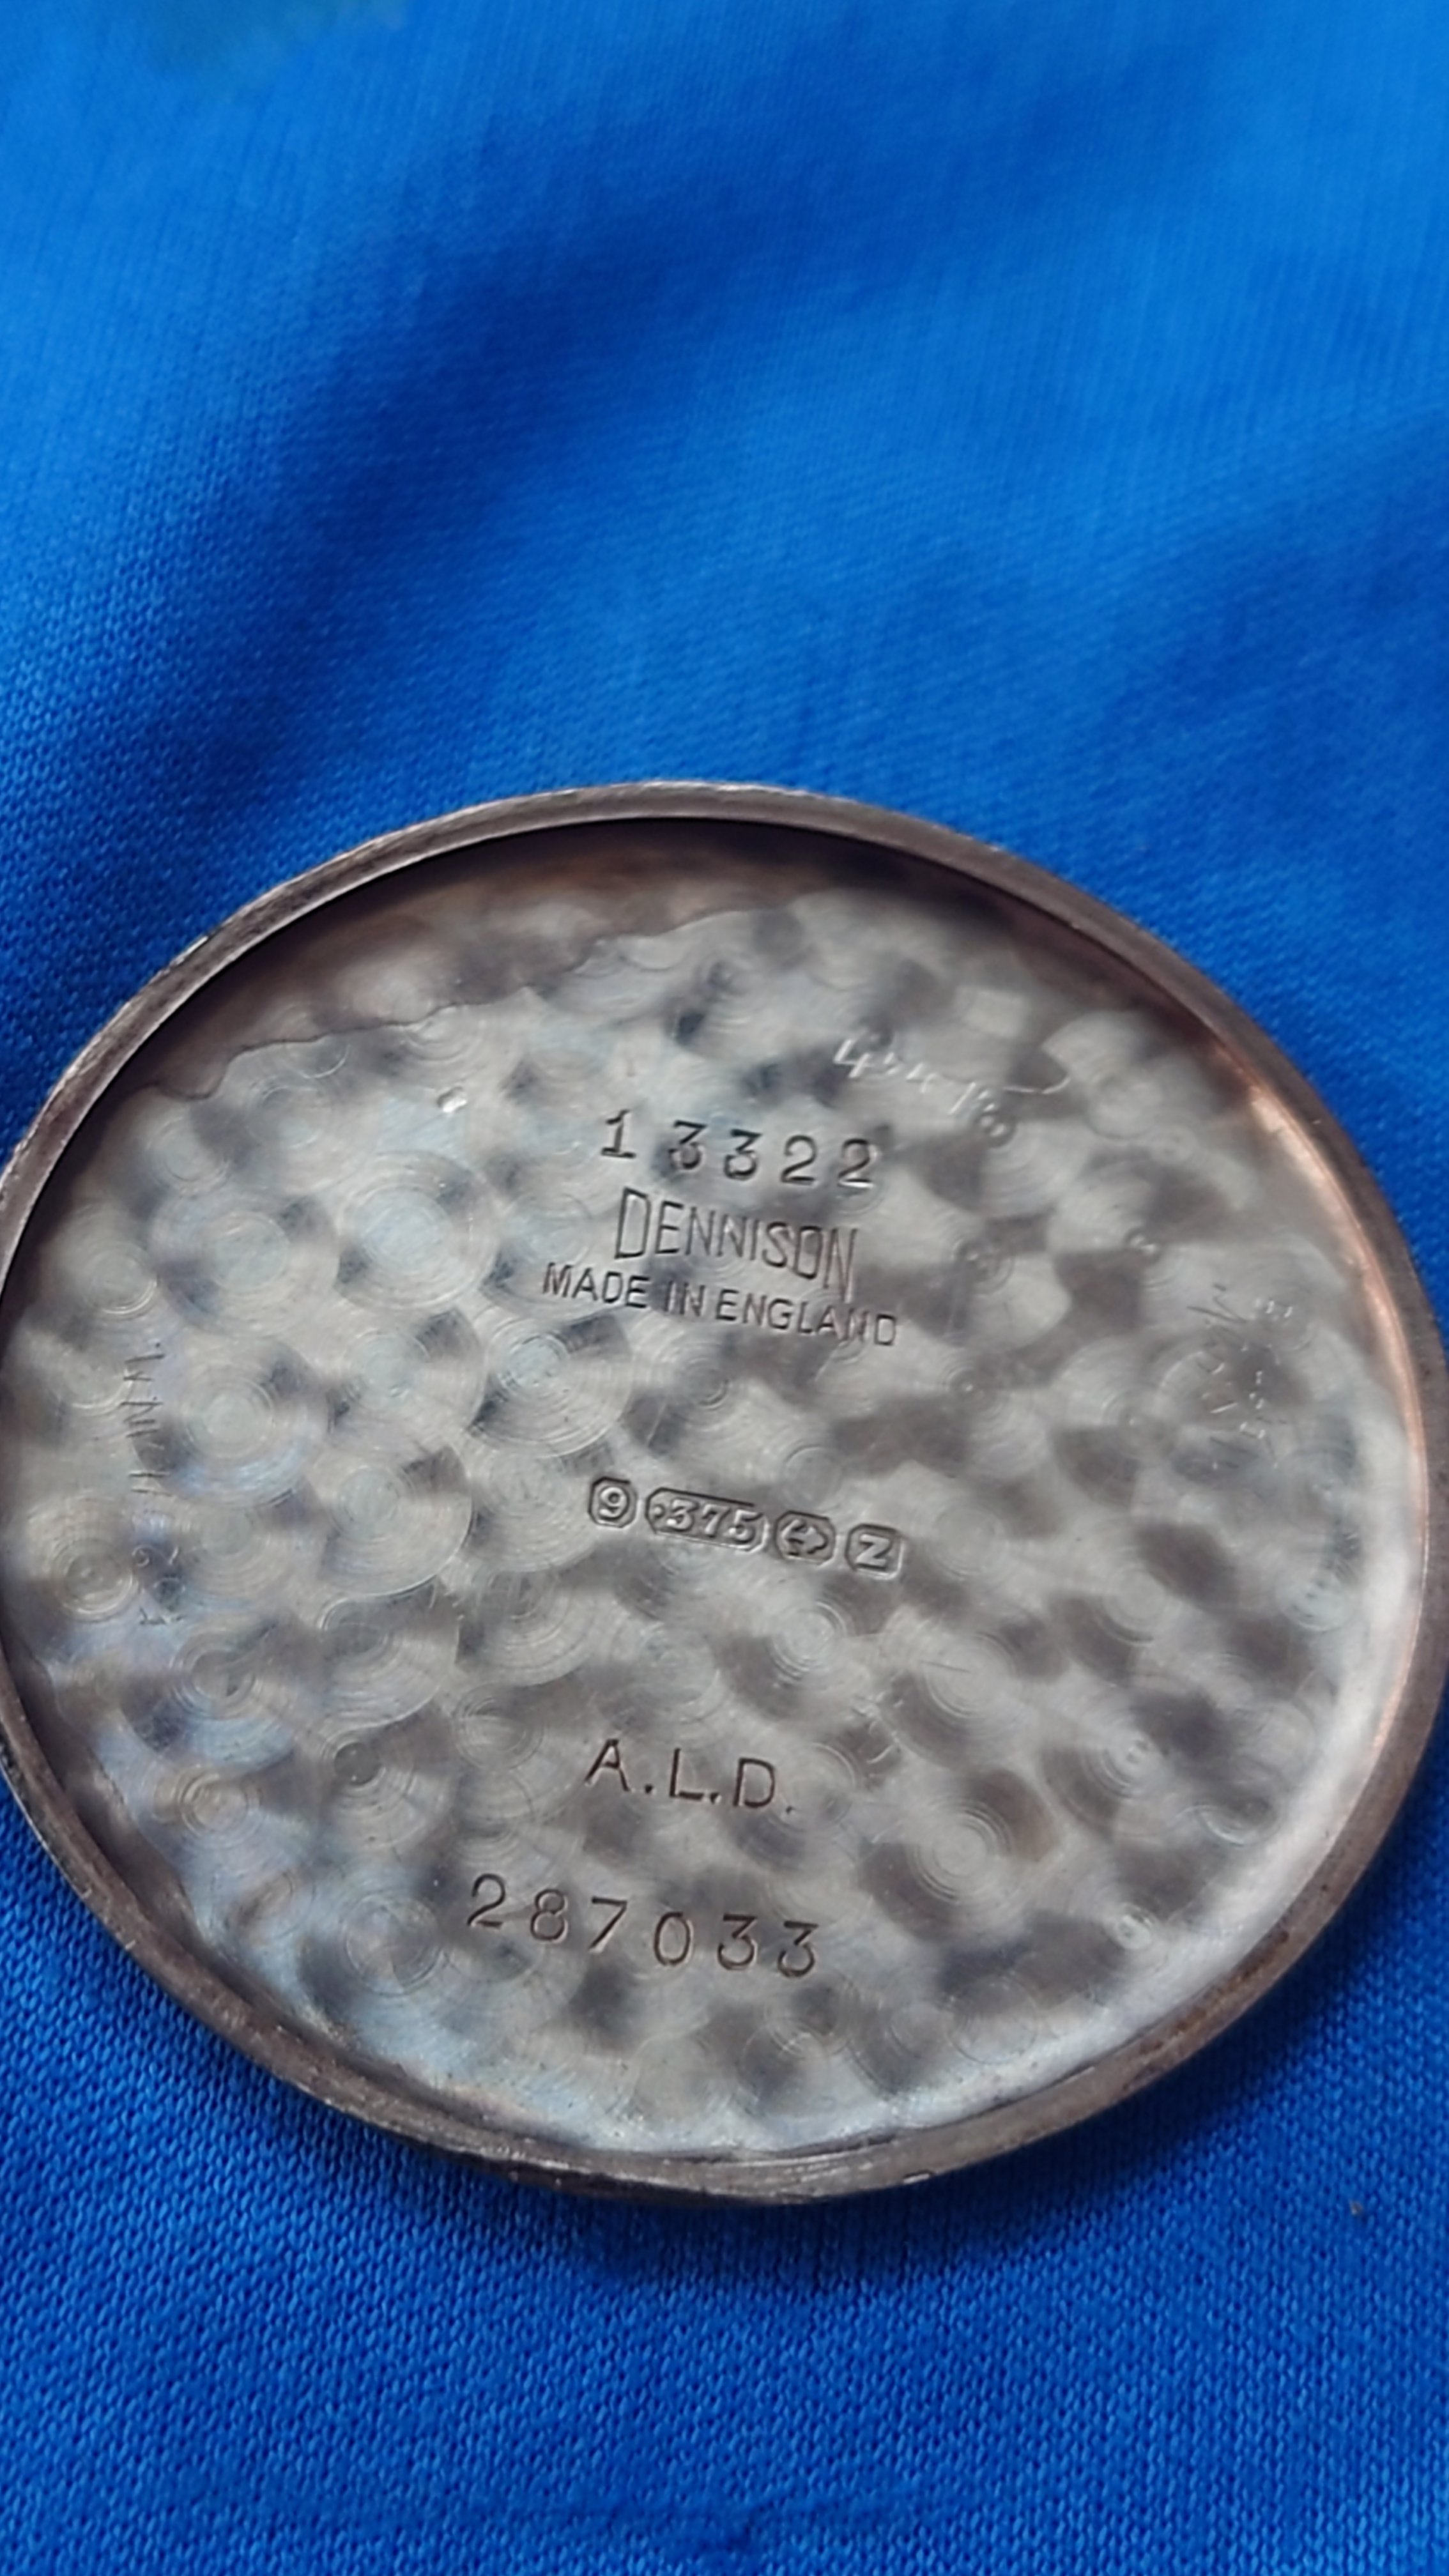 13322
DENNISON
MADE IN ENGLAND
9 .375 Z
A.L.D.
287033